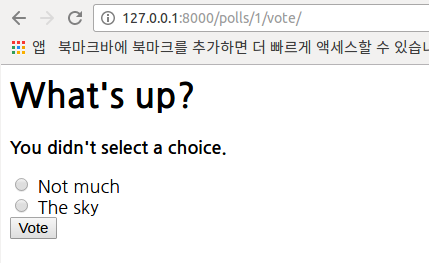 127.0.0.1:8000/polls/1/vote/
앱 북마크바에 북마크를 추가하면 더 빠르게 액세스할 수 있습니
What's up?
You didn't select a choice.
Not much
The sky
Vote